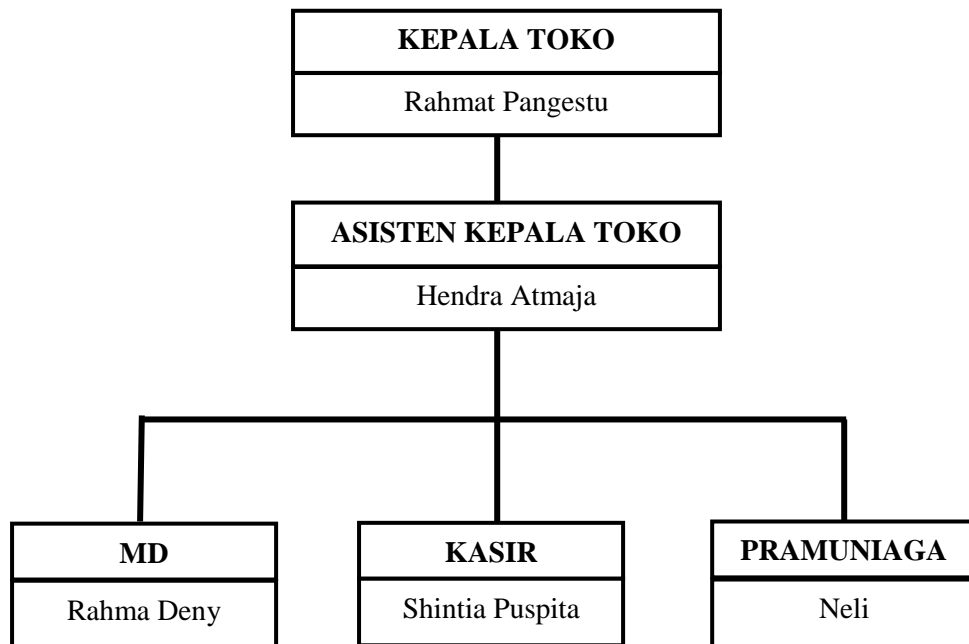 KEPALA TOKO
Rahmat Pangestu
ASISTEN KEPALA TOKO
Hendra Atmaja
MD
Rahma Deny
KASIR
Shintia Puspita
PRAMUNIAGA
Neli